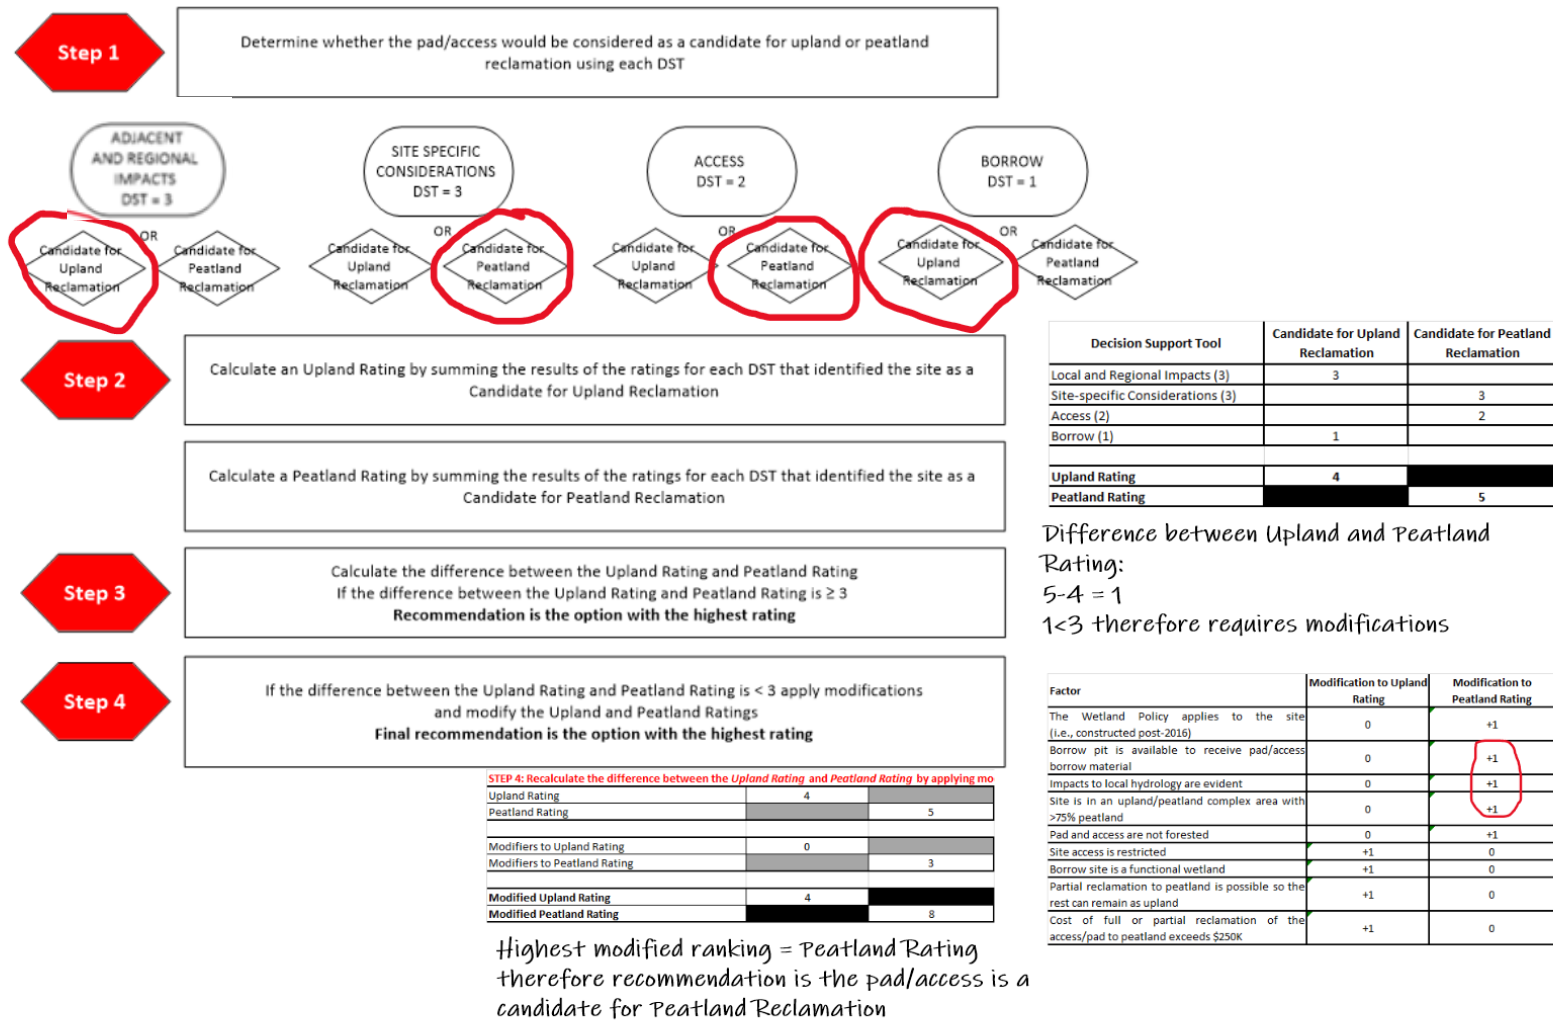 Step 1
Determine whether the pad/access would be considered as a candidate for upland or peatland
reclamation using each DST
ADJACENT
AND REGIONAL
IMPACTS
DST = 3
Candidate for
Upland
Reclamation
OR
Candidate for
Peatland
Reclamation
SITE SPECIFIC
CONSIDERATIONS
DST = 3
Candidate for
Upland
Reclamation
OR
Candidate for
Peatland
Reclamation
ACCESS
DST = 2
Candidate for
Upland
Reclamation
OR
Candidate for
Peatland
Reclamation
BORROW
DST = 1
Candidate for
Upland
Reclamation
OR
Candidate for
Peatland
Reclamation
Step 2
Calculate an Upland Rating by summing the results of the ratings for each DST that identified the site as a
Candidate for Upland Reclamation
Calculate a Peatland Rating by summing the results of the ratings for each DST that identified the site as a
Candidate for Peatland Reclamation
Decision Support Tool
Candidate for Upland
Reclamation
Candidate for Peatland
Reclamation
Local and Regional Impacts (3) 3
Site-specific Considerations (3) 3
Access (2) 2
Borrow (1) 1
Upland Rating 4
Peatland Rating 5
Difference between Upland and Peatland
Rating:
5-4 = 1
1<3 therefore requires modifications
Step 3
Calculate the difference between the Upland Rating and Peatland Rating
If the difference between the Upland Rating and Peatland Rating is ≥ 3
Recommendation is the option with the highest rating
Step 4
If the difference between the Upland Rating and Peatland Rating is < 3 apply modifications
and modify the Upland and Peatland Ratings
Final recommendation is the option with the highest rating
STEP 4: Recalculate the difference between the Upland Rating and Peatland Rating by applying mo
Upland Rating 4
Peatland Rating 5
Modifiers to Upland Rating 0
Modifiers to Peatland Rating 3
Modified Upland Rating 4
Modified Peatland Rating 8
Highest modified ranking = Peatland Rating
therefore recommendation is the pad/access is a
candidate for Peatland Reclamation
Factor
Modification to Upland
Rating
Modification to
Peatland Rating
The Wetland Policy applies to the site
(i.e., constructed post-2016) 0 +1
Borrow pit is available to receive pad/access
borrow material 0 +1
Impacts to local hydrology are evident 0 +1
Site is in an upland/peatland complex area with
>75% peatland 0 +1
Pad and access are not forested 0 +1
Site access is restricted +1 0
Borrow site is a functional wetland +1 0
Partial reclamation to peatland is possible so the
rest can remain as upland +1 0
Cost of full or partial reclamation of the
access/pad to peatland exceeds $250K +1 0